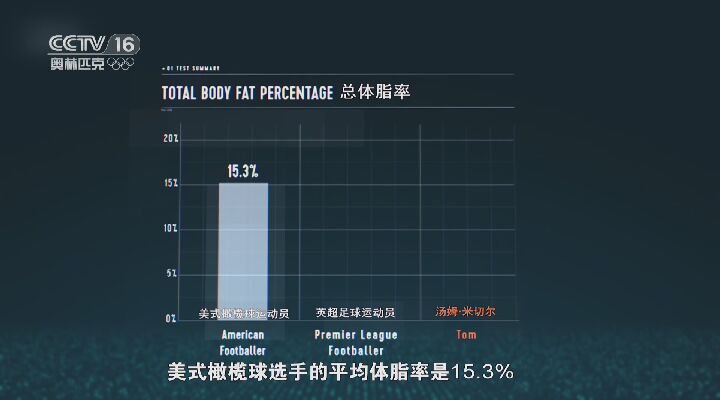 CCTV 16
奥林匹克
01 TEST SUMMARY
TOTAL BODY FAT PERCENTAGE 总体脂率
20%
15.3%
15%
10%
5%
0%
美式橄榄球运动员 英超足球运动员 汤姆·米切尔
American Footballer
Premier League Footballer
Tom
美式橄榄球选手的平均体脂率是15.3%